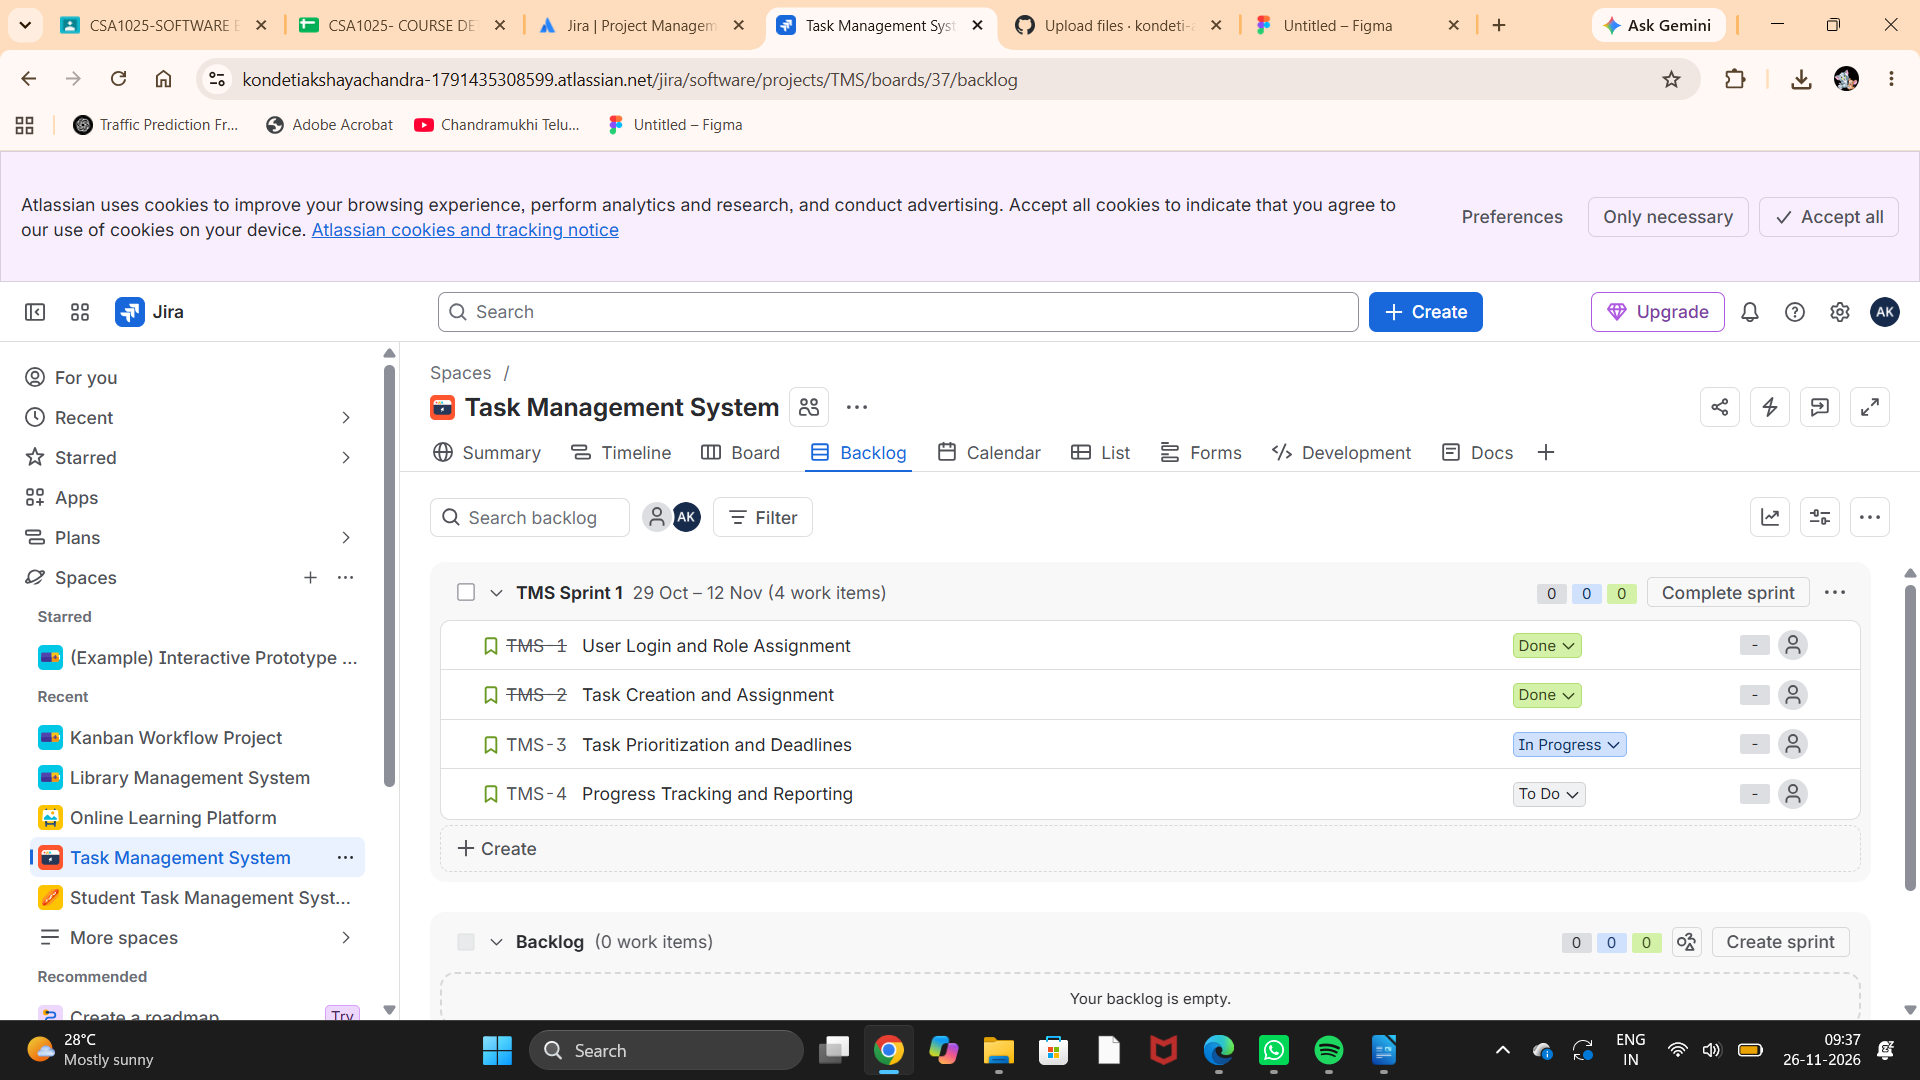 CSA1025-SOFTWARE E
CSA1025- COURSE DE
Jira | Project Managem
Task Management Syst
Upload files · kondeti-a
Untitled – Figma
Ask Gemini
kondetiakshayachandra-1791435308599.atlassian.net/jira/software/projects/TMS/boards/37/backlog
Traffic Prediction Fr...
Adobe Acrobat
Chandramukhi Telu...
Untitled – Figma
Atlassian uses cookies to improve your browsing experience, perform analytics and research, and conduct advertising. Accept all cookies to indicate that you agree to
our use of cookies on your device. Atlassian cookies and tracking notice
Preferences
Only necessary
Accept all
Jira
Search
Create
Upgrade
AK
For you
Recent
Starred
Apps
Plans
Spaces
Starred
(Example) Interactive Prototype ...
Recent
Kanban Workflow Project
Library Management System
Online Learning Platform
Task Management System
Student Task Management Syst...
More spaces
Recommended
Create a roadmap
Try
Spaces /
Task Management System
Summary
Timeline
Board
Backlog
Calendar
List
Forms
Development
Docs
Search backlog
AK
Filter
TMS Sprint 1 29 Oct – 12 Nov (4 work items)
0 0 0
Complete sprint
TMS-1 User Login and Role Assignment Done -
TMS-2 Task Creation and Assignment Done -
TMS-3 Task Prioritization and Deadlines In Progress -
TMS-4 Progress Tracking and Reporting To Do -
Create
Backlog (0 work items)
0 0 0
Create sprint
Your backlog is empty.
28°C
Mostly sunny
Search
ENG
IN
09:37
26-11-2026